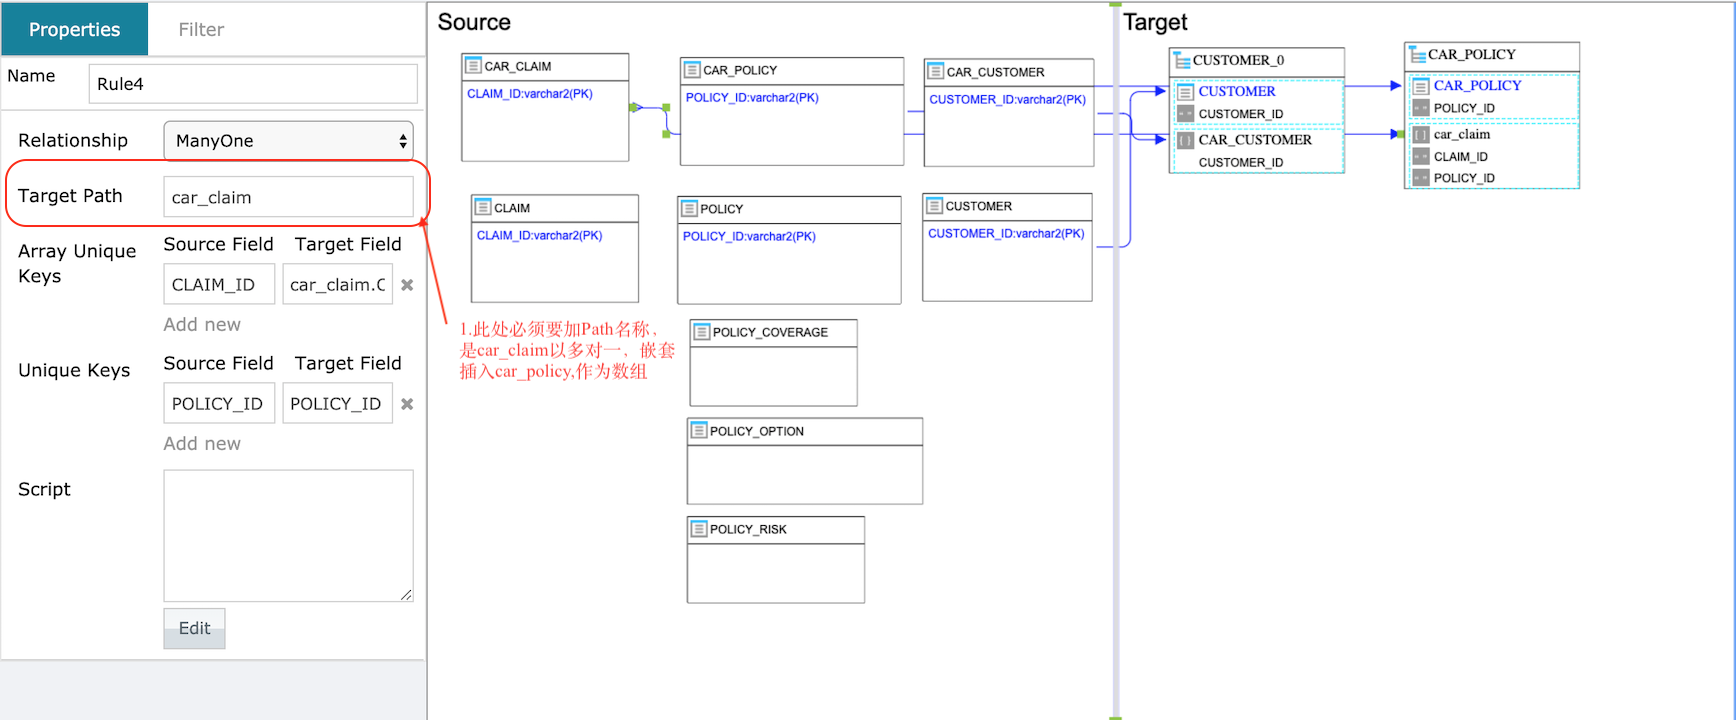 Properties
Filter
Name
Rule4
Relationship
ManyOne
Target Path
car_claim
Array Unique Keys
Source Field
Target Field
CLAIM_ID
car_claim.C
Add new
Unique Keys
Source Field
Target Field
POLICY_ID
POLICY_ID
Add new
Script
Edit
Source
CAR_CLAIM
CLAIM_ID:varchar2(PK)
CAR_POLICY
POLICY_ID:varchar2(PK)
CAR_CUSTOMER
CUSTOMER_ID:varchar2(PK)
CLAIM
CLAIM_ID:varchar2(PK)
POLICY
POLICY_ID:varchar2(PK)
CUSTOMER
CUSTOMER_ID:varchar2(PK)
1.此处必须要加Path名称，
是car_claim以多对一，嵌套
插入car_policy,作为数组
POLICY_COVERAGE
POLICY_OPTION
POLICY_RISK
Target
CUSTOMER_0
CUSTOMER
CUSTOMER_ID
CAR_CUSTOMER
CUSTOMER_ID
CAR_POLICY
CAR_POLICY
POLICY_ID
car_claim
CLAIM_ID
POLICY_ID